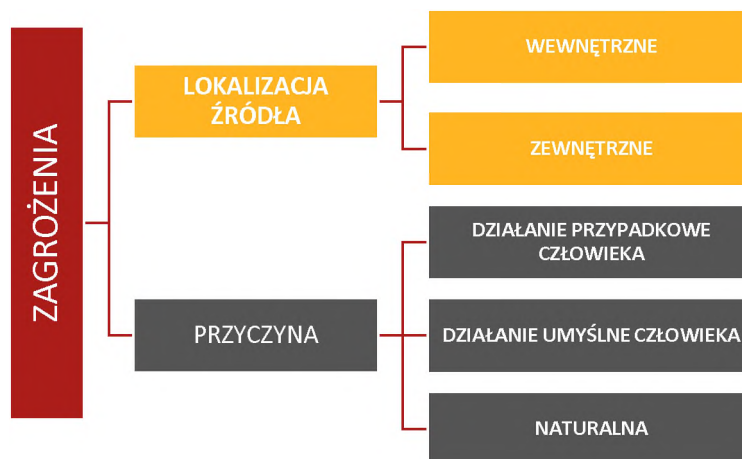 ZAGROŻENIA
LOKALIZACJA
ŹRÓDŁA
WEWNĘTRZNE
ZEWNĘTRZNE
PRZYCZYNA
DZIAŁANIE PRZYPADKOWE
CZŁOWIEKA
DZIAŁANIE UMYŚLNE CZŁOWIEKA
NATURALNA